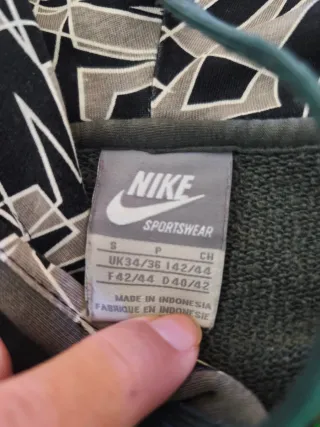 NIKE
SPORTSWEAR
S P CH
UK34/36 I42/44
F42/44 D40/42
MADE IN INDONESIA
FABRIQUE EN INDONESIE